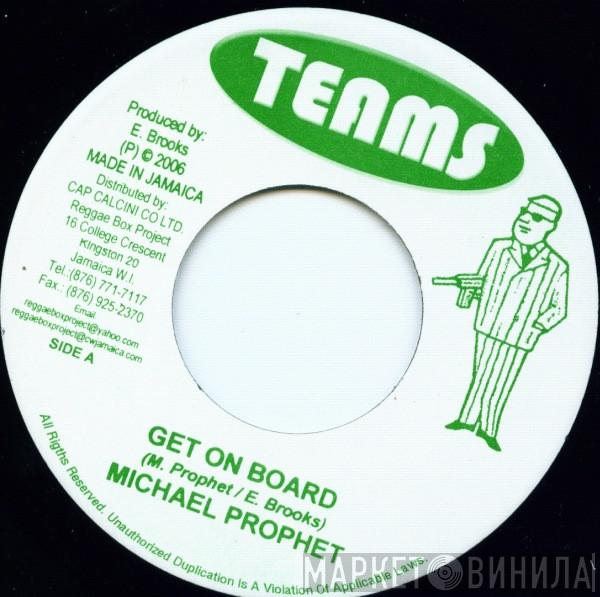 TEAMS
Produced by:
E. Brooks
(P) © 2006
MADE IN JAMAICA
Distributed by:
CAP CALCINI CO LTD.
Reggae Box Project
16 College Crescent
Kingston 20
Jamaica W.I.
Tel.:(876) 771-7117
Fax.: (876) 925-2370
Email
reggaeboxproject@yahoo.com
reggaeboxproject@cwjamaica.com
SIDE A
GET ON BOARD
(M. Prophet / E. Brooks)
MICHAEL PROPHET
All Rigths Reserved. Unauthorized Duplication Is A Violation Of Applicable Laws.
МАРКЕТ ВИНИЛА